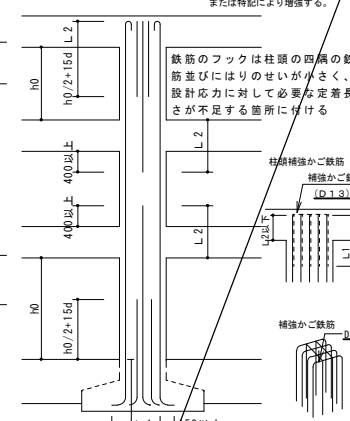 または特記により増強する。
L2
鉄筋のフックは柱頭の四隅の鉄
筋並びにはりのせいが小さく、
設計応力に対して必要な定着長
さが不足する箇所に付ける
h0
h0/2+15d
L2
400以上
400以上
L2
柱頭補強かご鉄筋
補強かご鉄
(D13)
L2以下
L1
h0
h0/2+15d
補強かご鉄筋
D